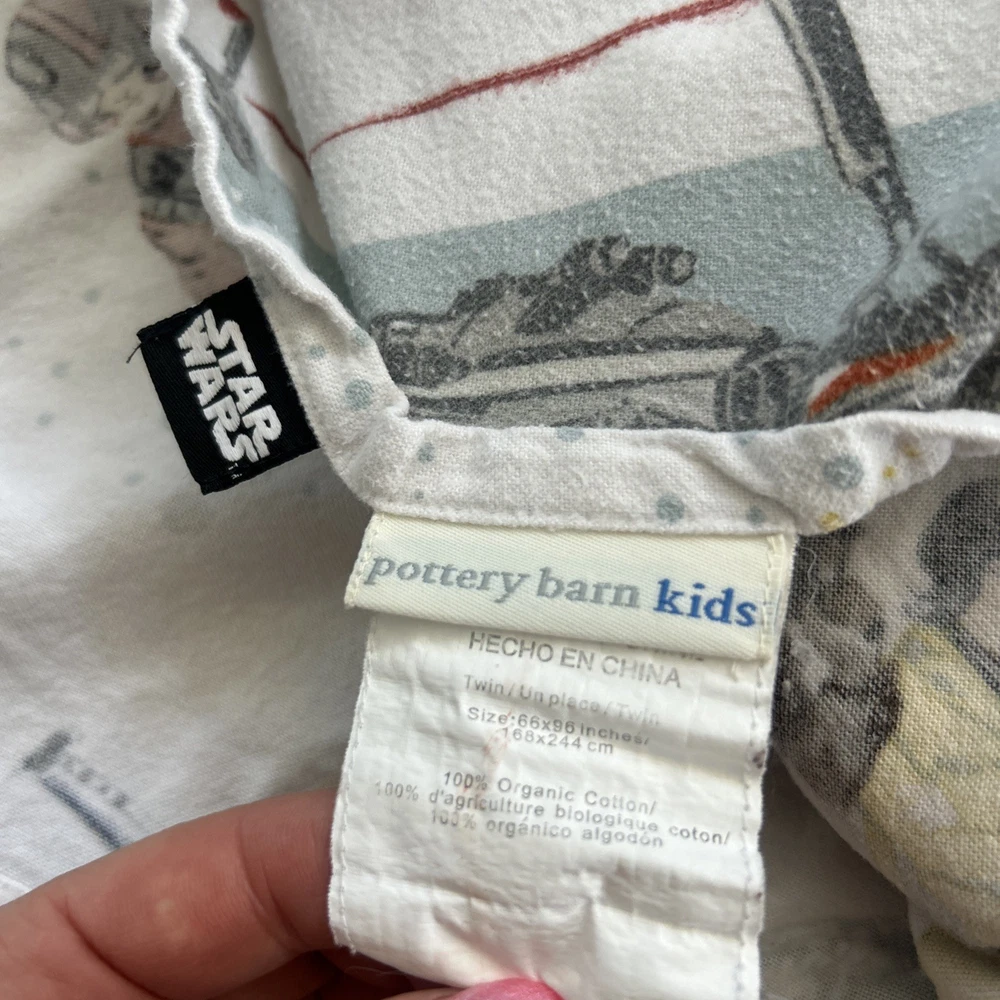 STAR
WARS
pottery barn kids
HECHO EN CHINA
Twin/Un place/Twin
Size:66x96 inches/
168x244 cm
100% Organic Cotton/
100% d'agriculture biologique coton/
100% orgánico algodón